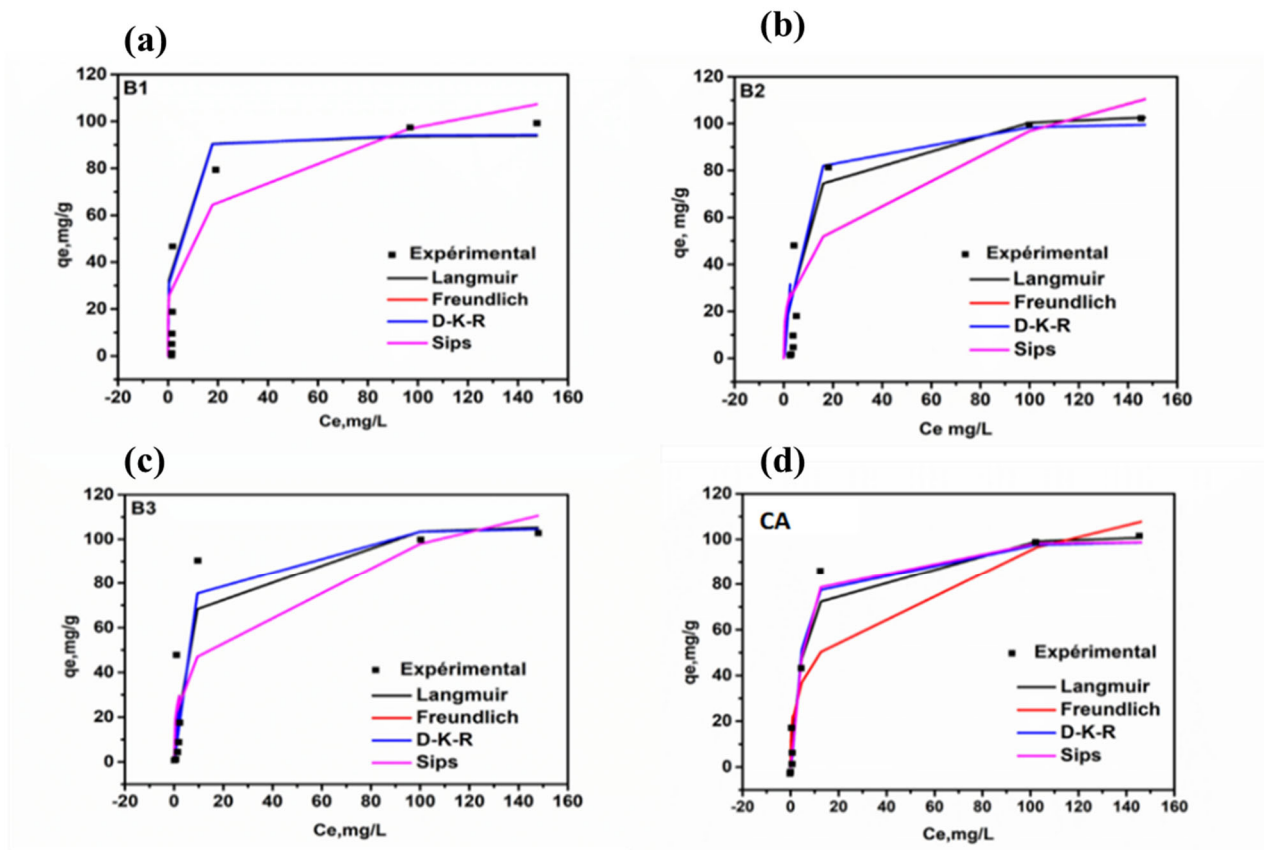 (a)
B1
120
100
80
60
40
20
0
qe,mg/g
Expérimental
Langmuir
Freundlich
D-K-R
Sips
-20 0 20 40 60 80 100 120 140 160
Ce,mg/L
(b)
B2
120
100
80
60
40
20
0
qe, mg/g
Expérimental
Langmuir
Freundlich
D-K-R
Sips
-20 0 20 40 60 80 100 120 140 160
Ce mg/L
(c)
B3
120
100
80
60
40
20
0
qe,mg/g
Expérimental
Langmuir
Freundlich
D-K-R
Sips
-20 0 20 40 60 80 100 120 140 160
Ce,mg/L
(d)
CA
120
100
80
60
40
20
0
qe,mg/g
Expérimental
Langmuir
Freundlich
D-K-R
Sips
-20 0 20 40 60 80 100 120 140 160
Ce,mg/L